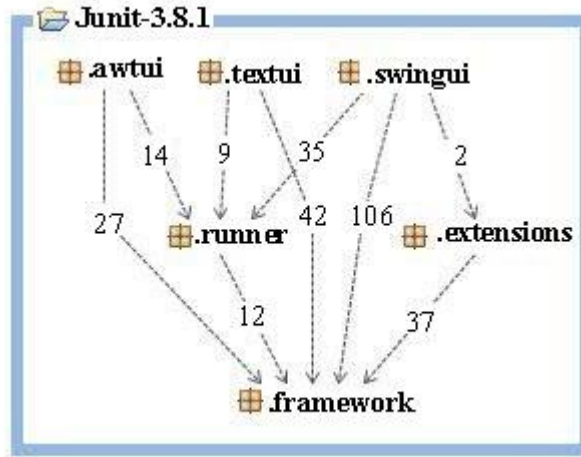 Junit-3.8.1
.awtui .textui .swingui
14 9 35 2
27 42 106
.runner .extensions
12 37
.framework